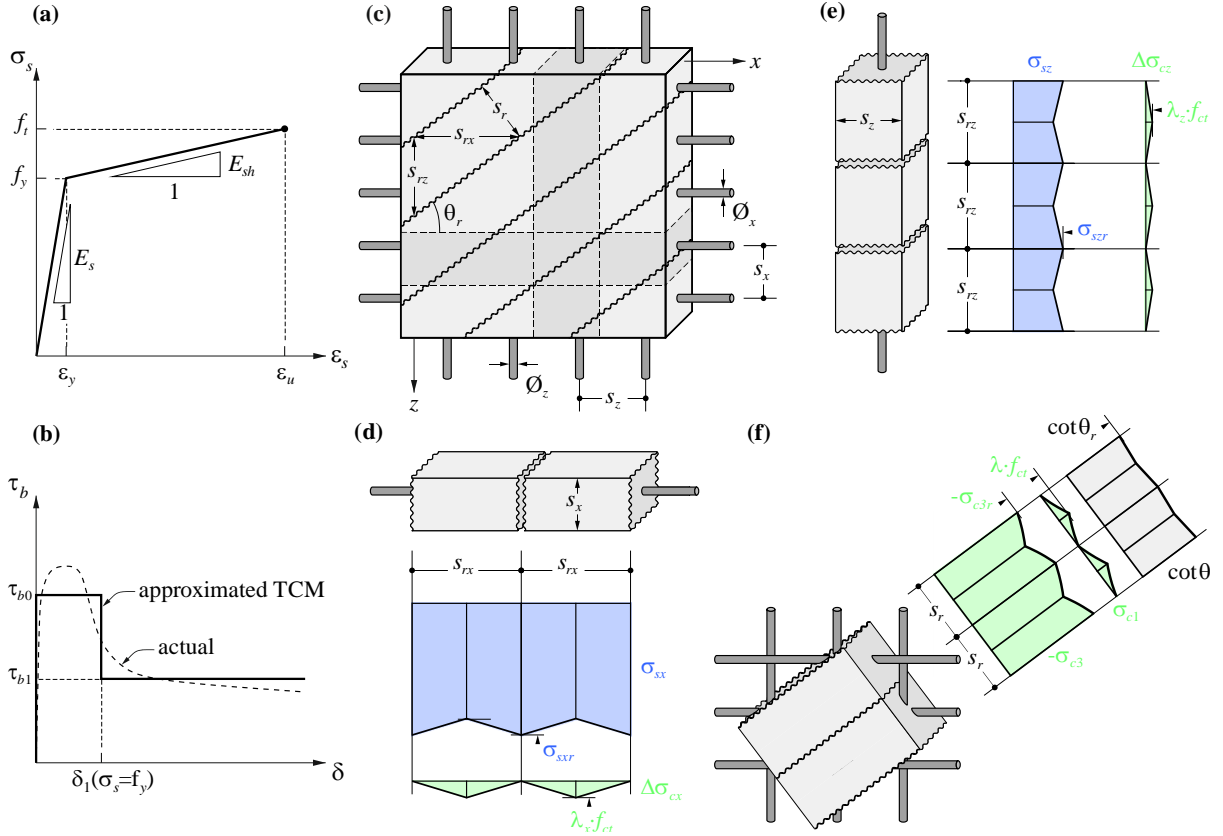 (a)
σs
ft
fy
Esh
1
Es
1
εy
εu
εs
(b)
τb
τb0
approximated TCM
actual
τb1
δ1(σs=fy)
δ
(c)
x
sr
srx
srz
θr
Øx
sx
Øz
sz
z
(d)
sx
srx
srx
σsx
σsxr
Δσcx
λx·fct
(e)
σsz
Δσcz
sz
srz
λz·fct
srz
σszr
srz
(f)
cotθr
λ·fct
-σc3r
cotθ
σc1
sr
-σc3
sr